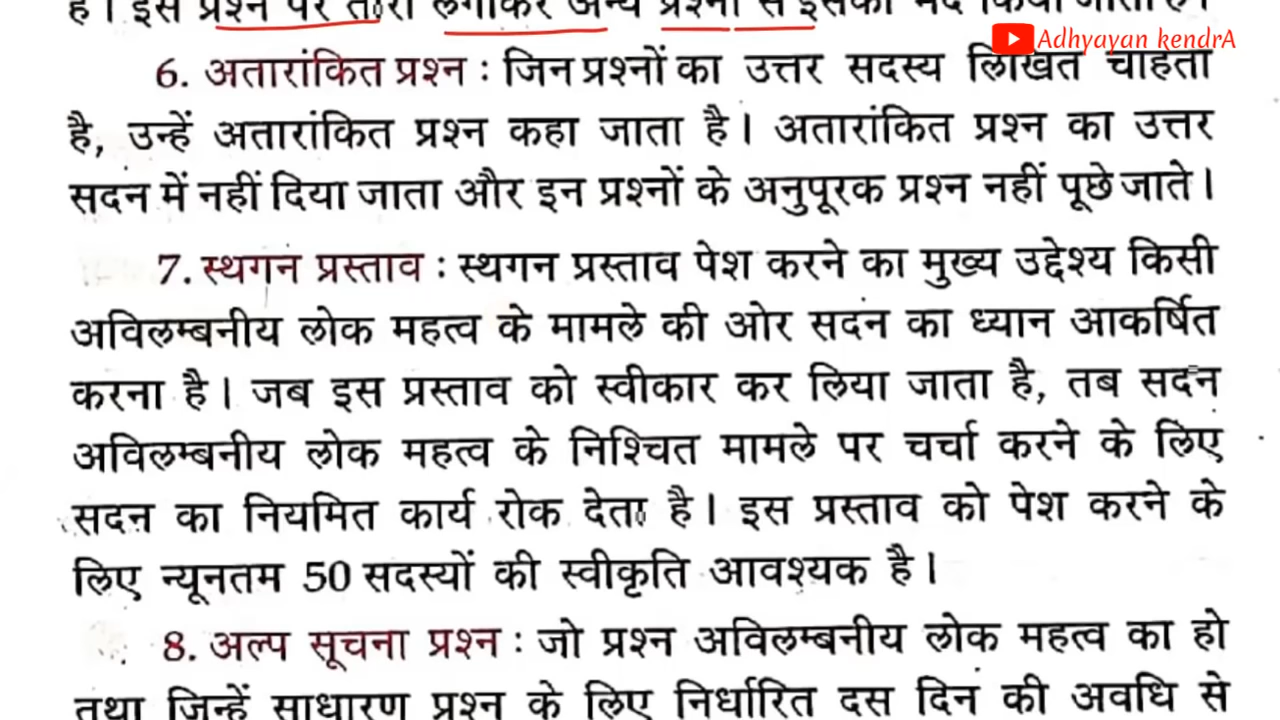 है। इस प्रश्न पर तारा लगाकर अन्य प्रश्नों से इसका भेद किया जाता है।
Adhyayan kendrA
6. अतारांकित प्रश्न : जिन प्रश्नों का उत्तर सदस्य लिखित चाहता
है, उन्हें अतारांकित प्रश्न कहा जाता है। अतारांकित प्रश्न का उत्तर
सदन में नहीं दिया जाता और इन प्रश्नों के अनुपूरक प्रश्न नहीं पूछे जाते।
7. स्थगन प्रस्ताव : स्थगन प्रस्ताव पेश करने का मुख्य उद्देश्य किसी
अविलम्बनीय लोक महत्व के मामले की ओर सदन का ध्यान आकर्षित
करना है। जब इस प्रस्ताव को स्वीकार कर लिया जाता है, तब सदन
अविलम्बनीय लोक महत्व के निश्चित मामले पर चर्चा करने के लिए
सदन का नियमित कार्य रोक देता है। इस प्रस्ताव को पेश करने के
लिए न्यूनतम 50 सदस्यों की स्वीकृति आवश्यक है।
8. अल्प सूचना प्रश्न : जो प्रश्न अविलम्बनीय लोक महत्व का हो
तथा जिन्हें साधारण प्रश्न के लिए निर्धारित दस दिन की अवधि से